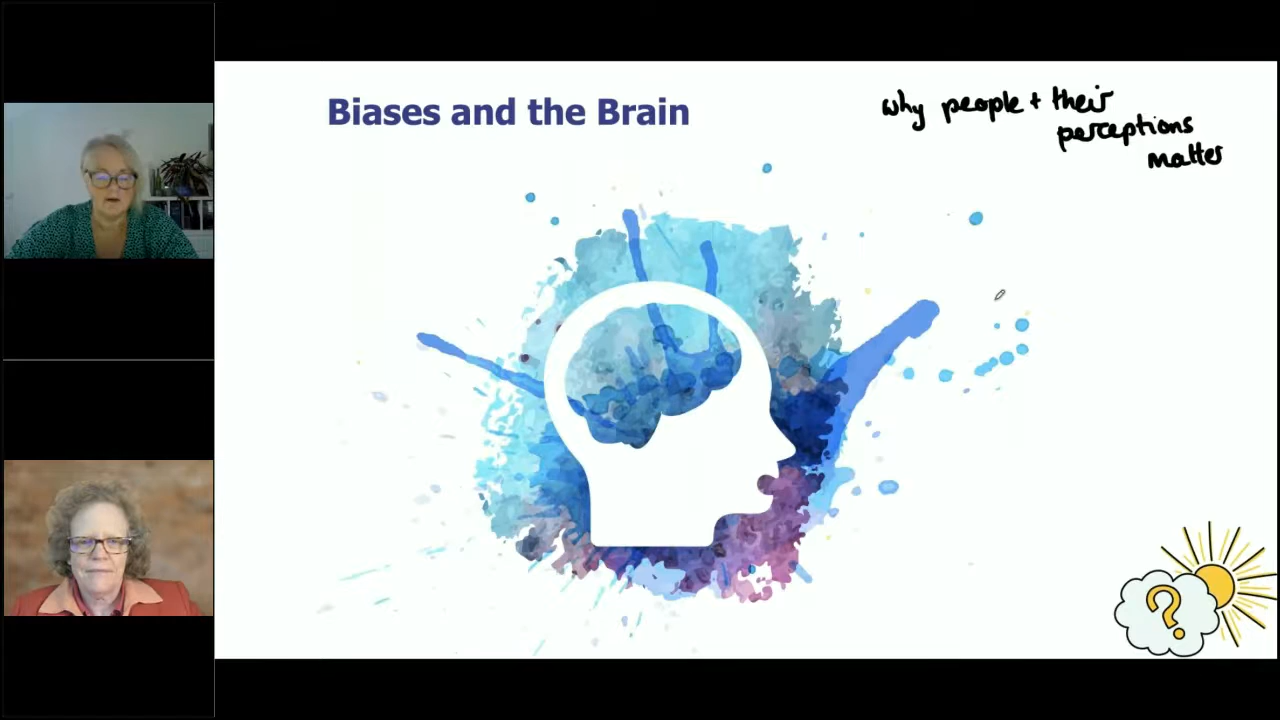 Biases and the Brain
why people + their
perceptions
matter
?